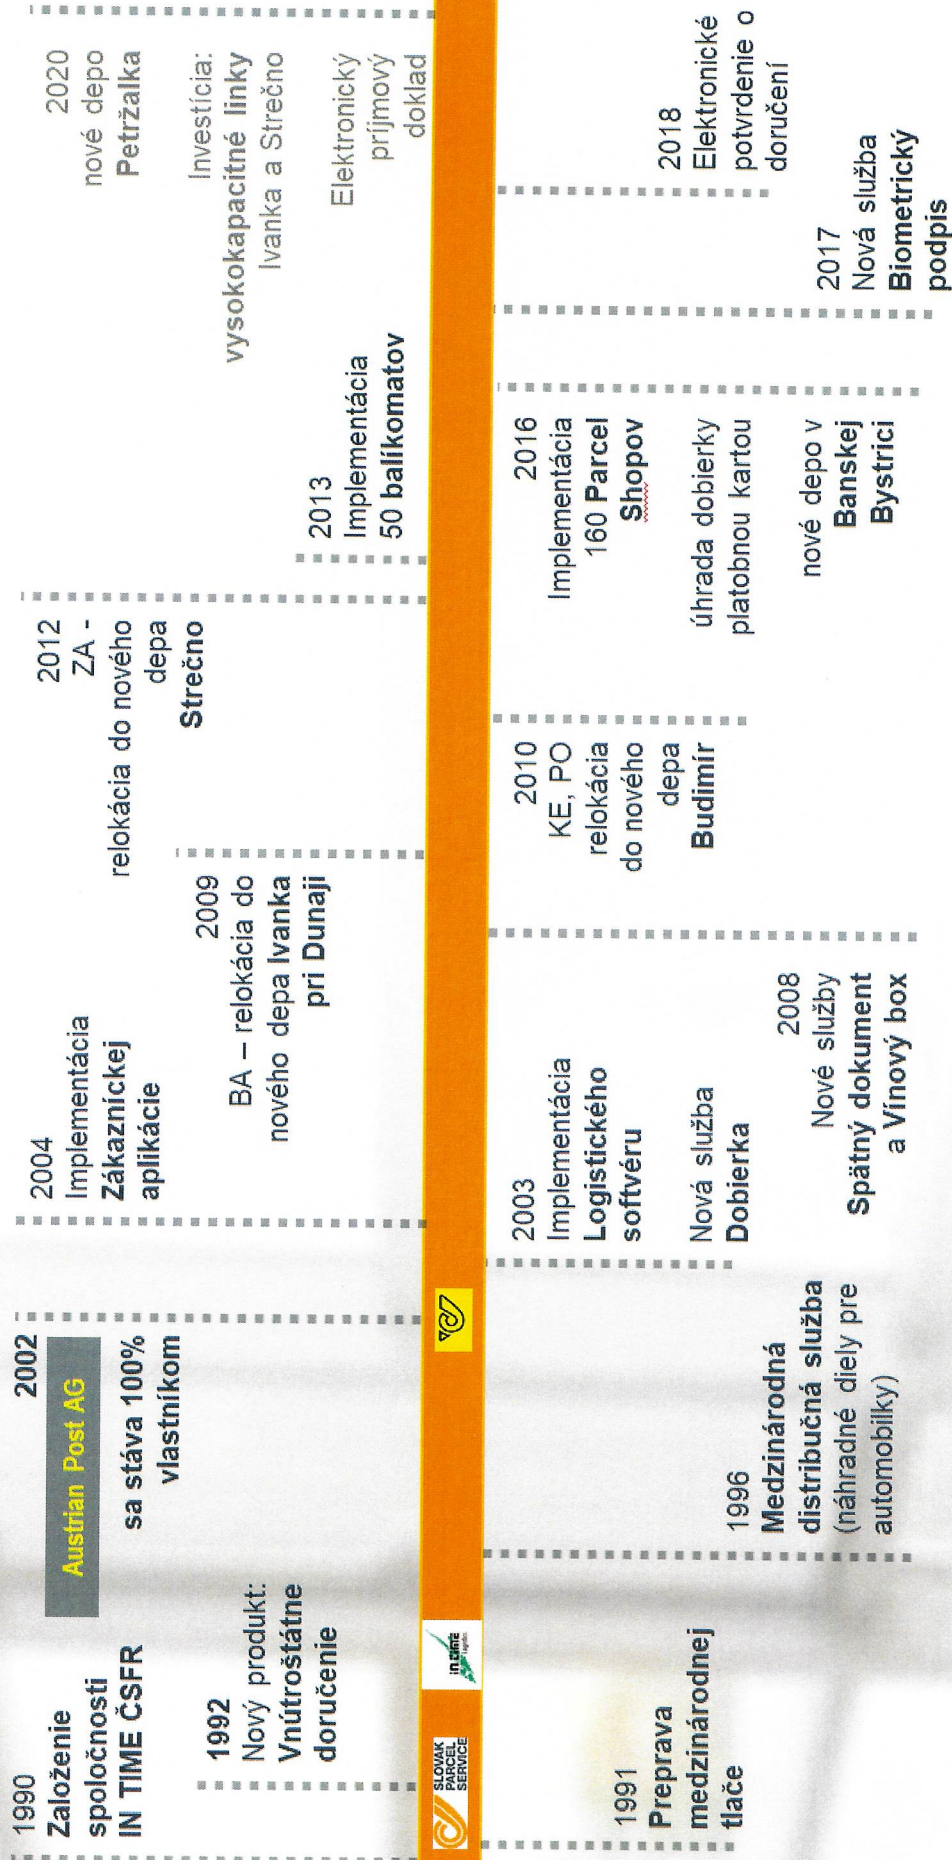 1990
Založenie
spoločnosti
IN TIME ČSFR
1992
Nový produkt:
Vnútroštátne
doručenie
2002
Austrian Post AG
sa stáva 100%
vlastníkom
2004
Implementácia
Zákazníckej
aplikácie
2009
BA – relokácia do
nového depa Ivanka
pri Dunaji
2012
ZA -
relokácia do nového
depa
Strečno
2013
Implementácia
50 balíkomatov
2020
nové depo
Petržalka
Investícia:
vysokokapacitné linky
Ivanka a Strečno
Elektronický
príjmový
doklad
SLOVAK
PARCEL
SERVICE
in time
1991
Preprava
medzinárodnej
tlače
1996
Medzinárodná
distribučná služba
(náhradné diely pre
automobilky)
2003
Implementácia
Logistického
softvéru
Nová služba
Dobierka
2008
Nové služby
Spätný dokument
a Vínový box
2010
KE, PO
relokácia
do nového
depa
Budimír
2016
Implementácia
160 Parcel
Shopov
úhrada dobierky
platobnou kartou
nové depo v
Banskej
Bystrici
2017
Nová služba
Biometrický
podpis
2018
Elektronické
potvrdenie o
doručení